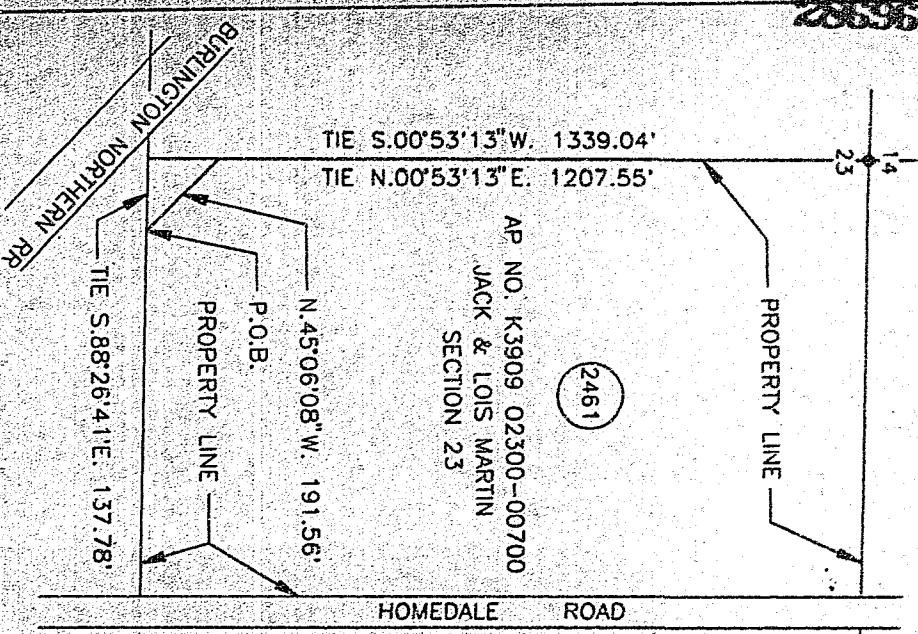 28696
14
23
TIE S.00°53'13"W. 1339.04'
TIE N.00°53'13"E. 1207.55'
BURLINGTON NORTHERN RR
PROPERTY LINE
2461
AP NO. K3909 02300-00700
JACK & LOIS MARTIN
SECTION 23
N.45°06'08"W. 191.56'
P.O.B.
PROPERTY LINE
TIE S.88°26'41"E. 137.78'
HOMEDALE ROAD